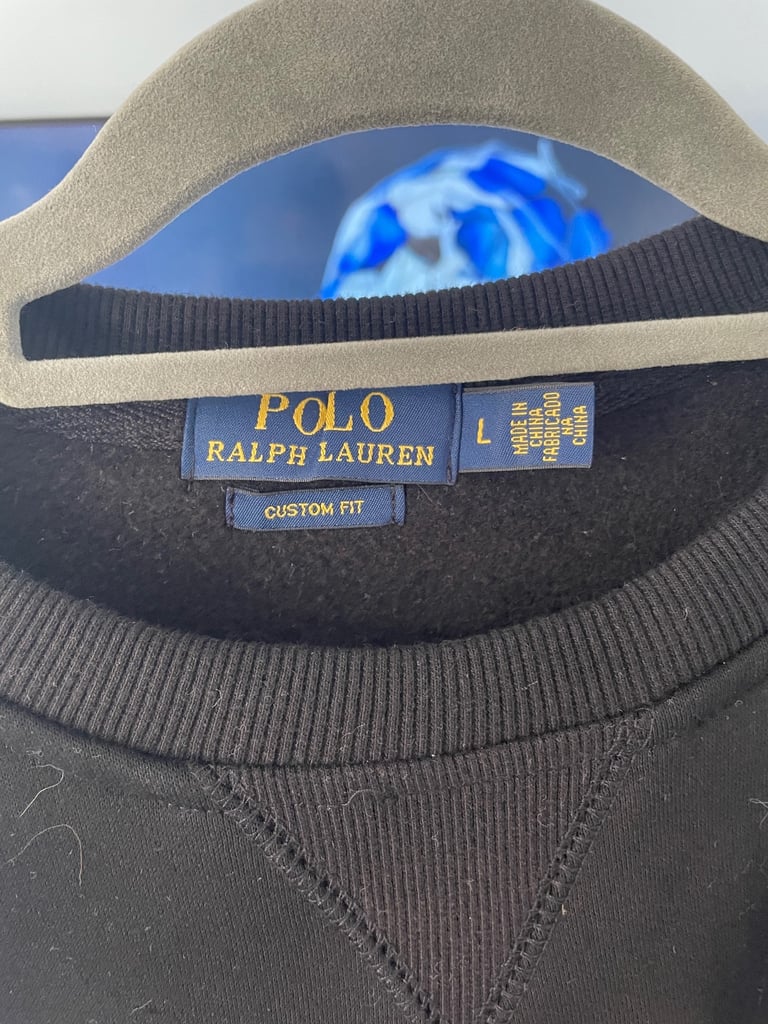 POLO
RALPH LAUREN
L
MADE IN
CHINA
FABRICADO
NA
CHINA
CUSTOM FIT